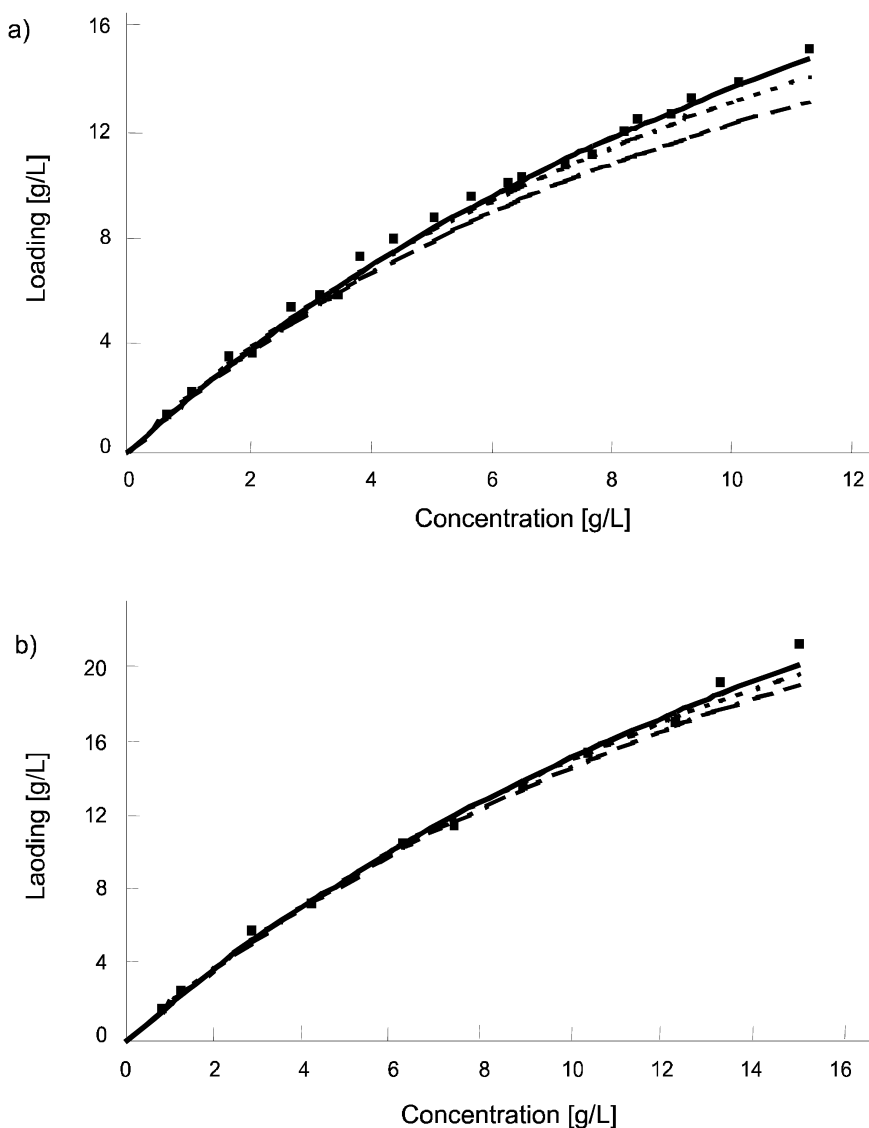 a)
16
12
8
4
0
Loading [g/L]
0 2 4 6 8 10 12
Concentration [g/L]
b)
20
16
12
8
4
0
Laoding [g/L]
0 2 4 6 8 10 12 14 16
Concentration [g/L]